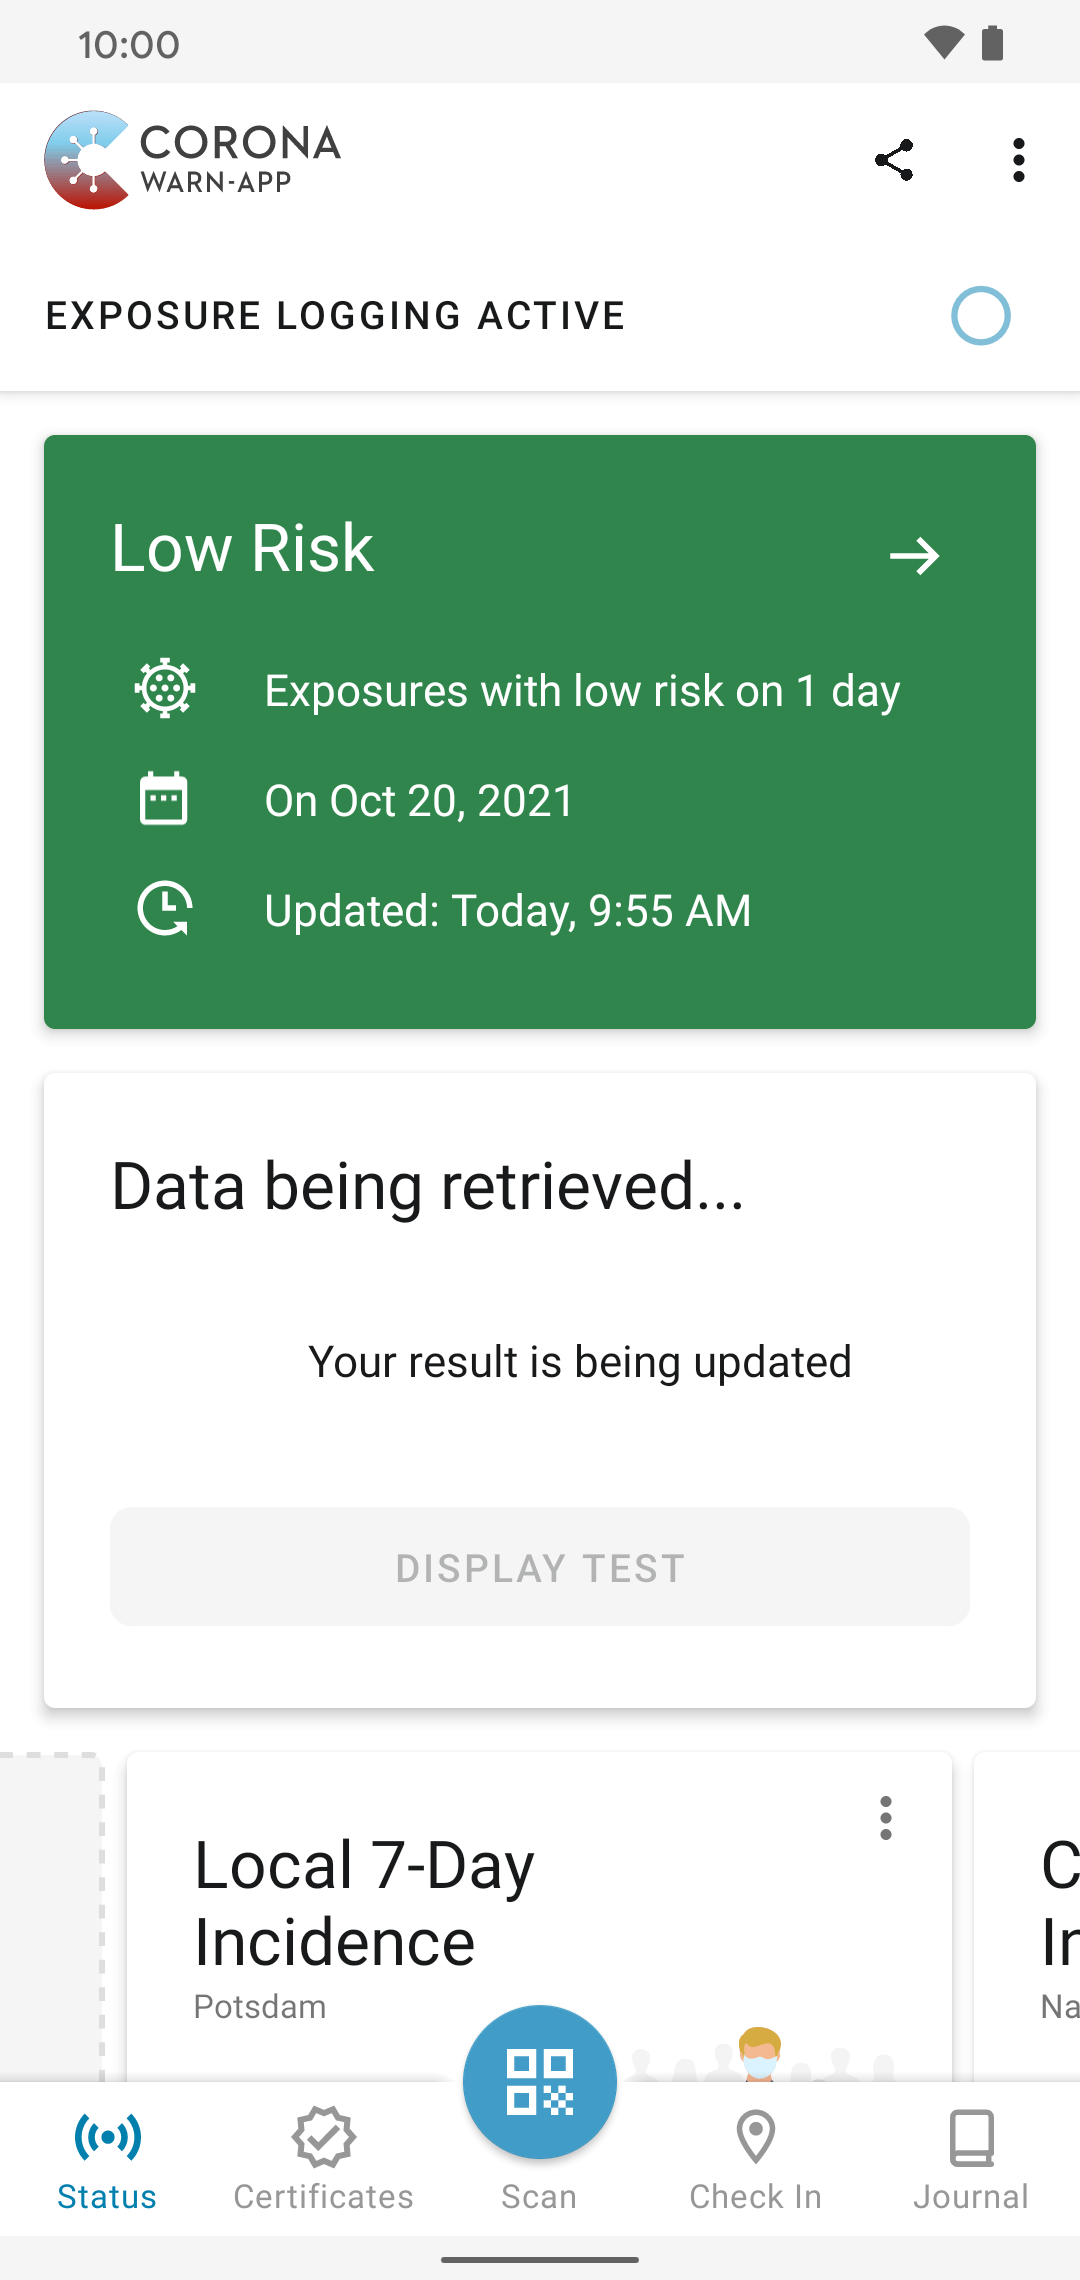 10:00
CORONA
WARN-APP
EXPOSURE LOGGING ACTIVE
Low Risk
Exposures with low risk on 1 day
On Oct 20, 2021
Updated: Today, 9:55 AM
Data being retrieved...
Your result is being updated
DISPLAY TEST
Local 7-Day
Incidence
Potsdam
Status
Certificates
Scan
Check In
Journal